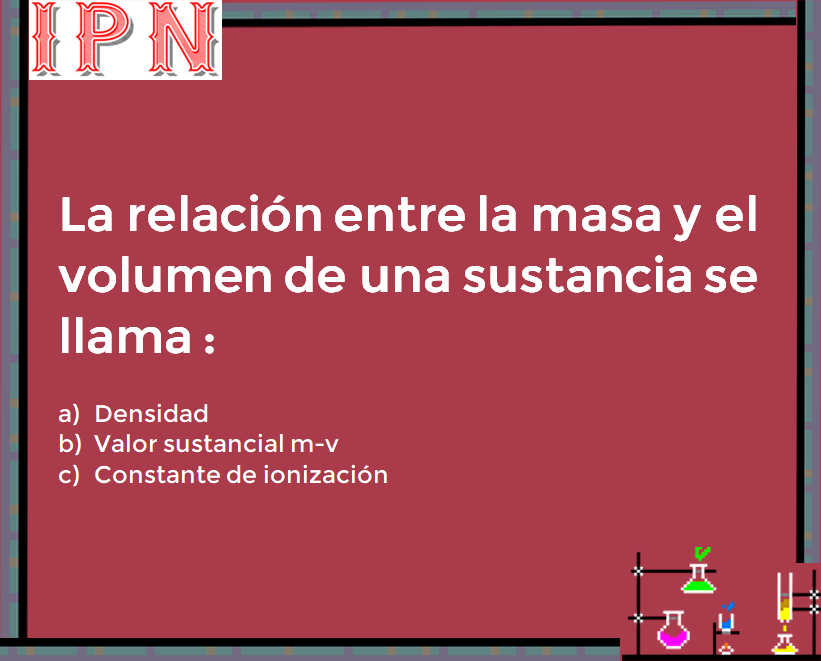 IPN
La relación entre la masa y el
volumen de una sustancia se
llama :
a) Densidad
b) Valor sustancial m-v
c) Constante de ionización